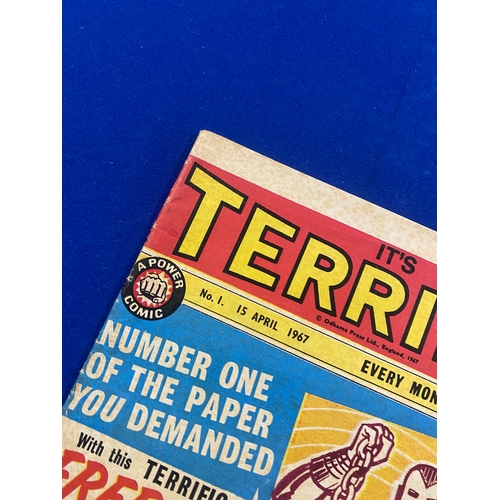 IT'S
TERRI
A POWER
COMIC
No. 1. 15 APRIL 1967
© Odhams Press Ltd., England, 1967
EVERY MON
NUMBER ONE
OF THE PAPER
YOU DEMANDED
With this TERRIFIC